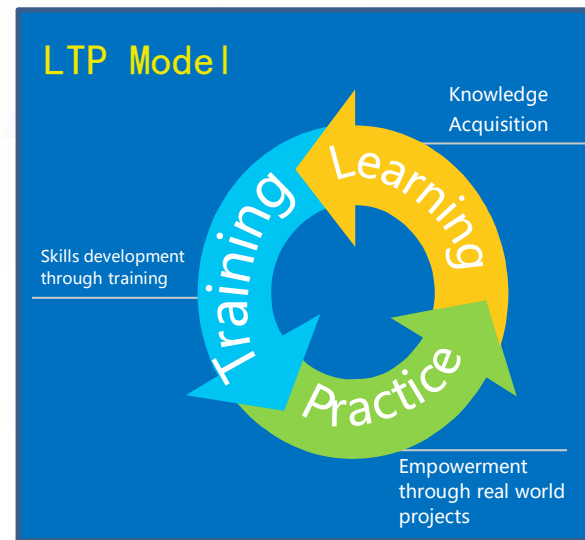 LTP Model
Knowledge
Acquisition
Learning
Training
Skills development
through training
Practice
Empowerment
through real world
projects